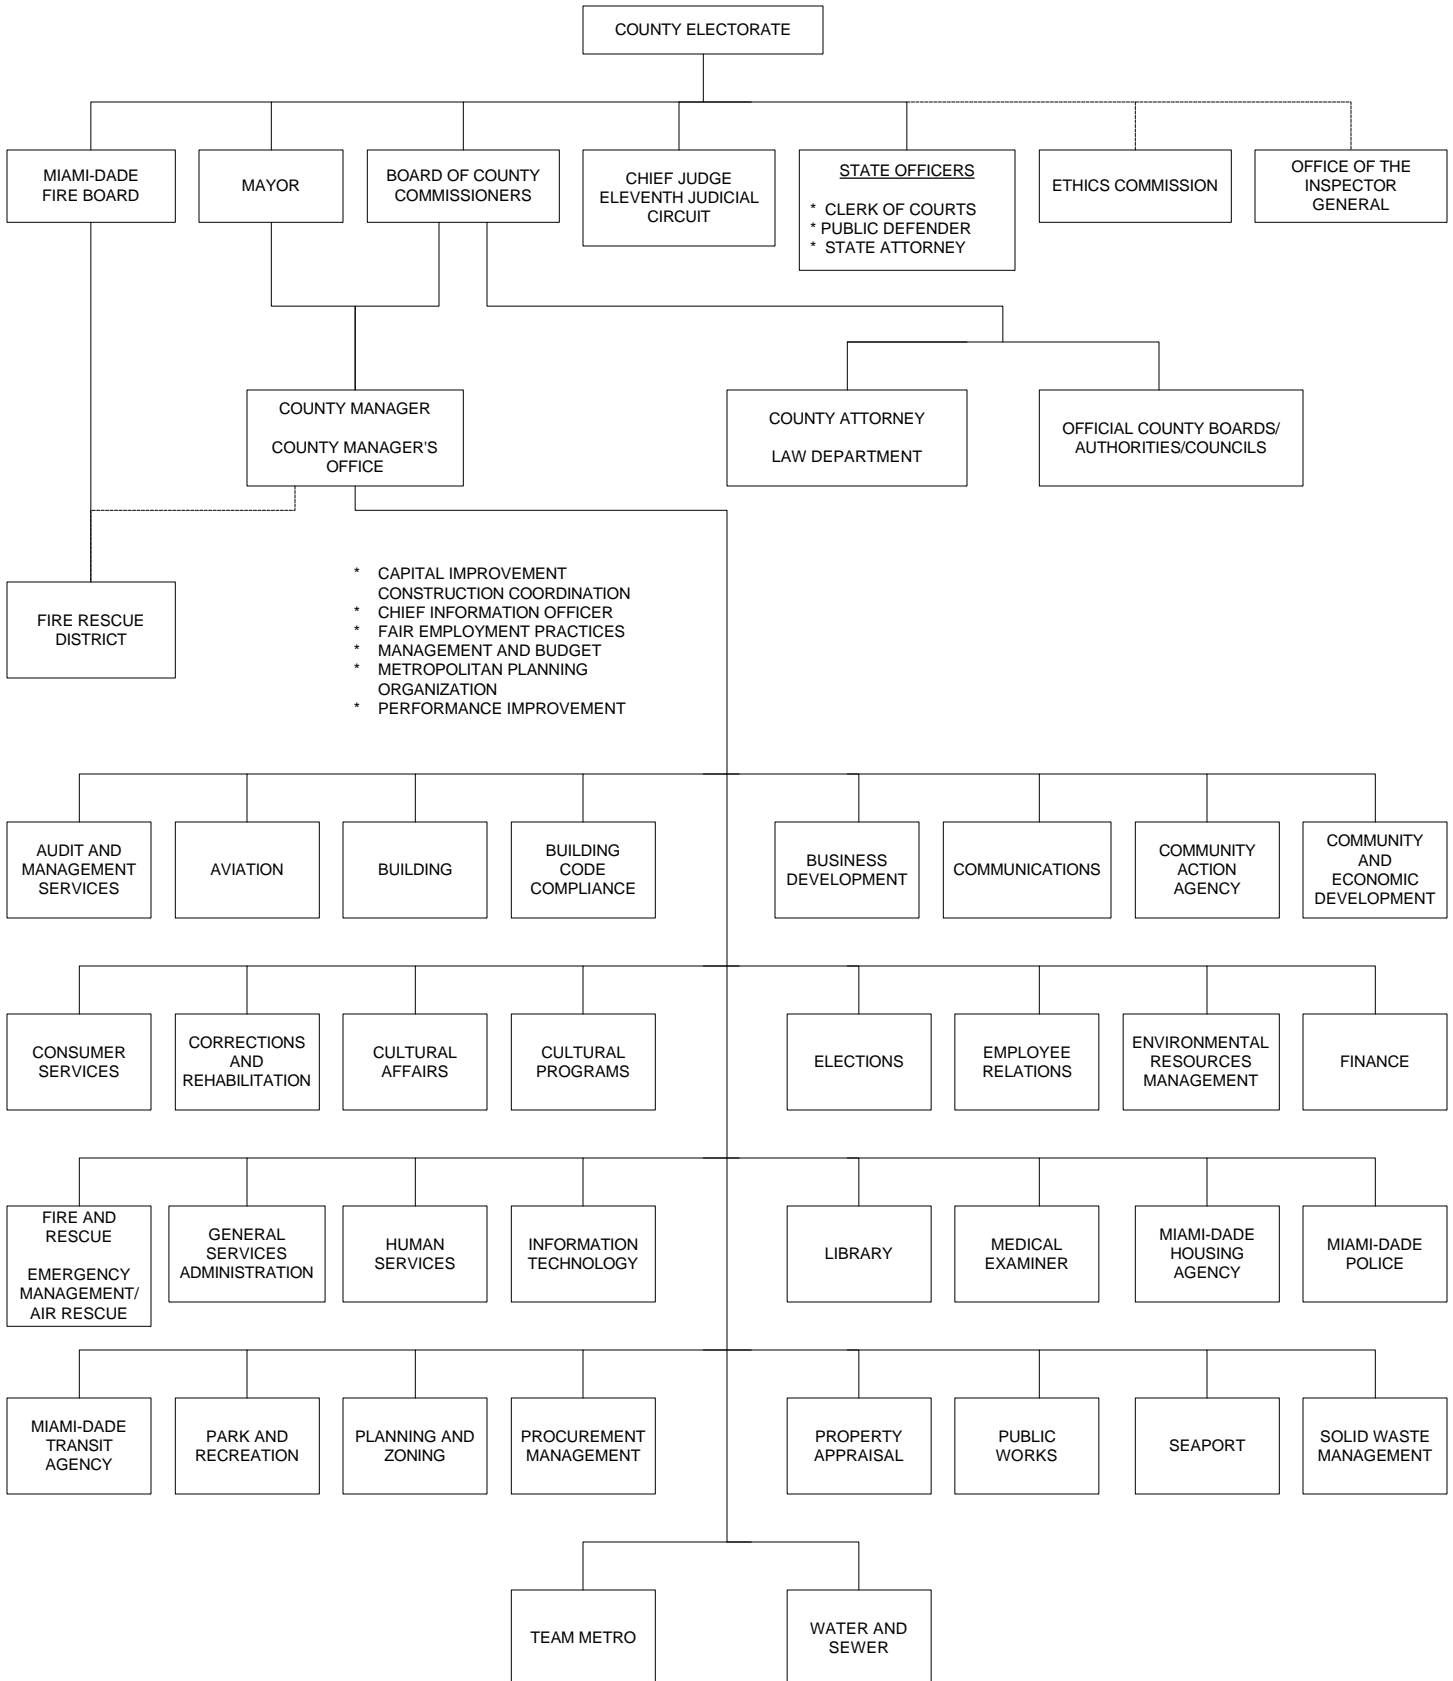 COUNTY ELECTORATE
MIAMI-DADE
FIRE BOARD
MAYOR
BOARD OF COUNTY
COMMISSIONERS
CHIEF JUDGE
ELEVENTH JUDICIAL
CIRCUIT
STATE OFFICERS
* CLERK OF COURTS
* PUBLIC DEFENDER
* STATE ATTORNEY
ETHICS COMMISSION
OFFICE OF THE
INSPECTOR
GENERAL
COUNTY MANAGER
COUNTY MANAGER'S
OFFICE
COUNTY ATTORNEY
LAW DEPARTMENT
OFFICIAL COUNTY BOARDS/
AUTHORITIES/COUNCILS
FIRE RESCUE
DISTRICT
* CAPITAL IMPROVEMENT
CONSTRUCTION COORDINATION
* CHIEF INFORMATION OFFICER
* FAIR EMPLOYMENT PRACTICES
* MANAGEMENT AND BUDGET
* METROPOLITAN PLANNING
ORGANIZATION
* PERFORMANCE IMPROVEMENT
AUDIT AND
MANAGEMENT
SERVICES
AVIATION
BUILDING
BUILDING
CODE
COMPLIANCE
BUSINESS
DEVELOPMENT
COMMUNICATIONS
COMMUNITY
ACTION
AGENCY
COMMUNITY
AND
ECONOMIC
DEVELOPMENT
CONSUMER
SERVICES
CORRECTIONS
AND
REHABILITATION
CULTURAL
AFFAIRS
CULTURAL
PROGRAMS
ELECTIONS
EMPLOYEE
RELATIONS
ENVIRONMENTAL
RESOURCES
MANAGEMENT
FINANCE
FIRE AND
RESCUE
EMERGENCY
MANAGEMENT/
AIR RESCUE
GENERAL
SERVICES
ADMINISTRATION
HUMAN
SERVICES
INFORMATION
TECHNOLOGY
LIBRARY
MEDICAL
EXAMINER
MIAMI-DADE
HOUSING
AGENCY
MIAMI-DADE
POLICE
MIAMI-DADE
TRANSIT
AGENCY
PARK AND
RECREATION
PLANNING AND
ZONING
PROCUREMENT
MANAGEMENT
PROPERTY
APPRAISAL
PUBLIC
WORKS
SEAPORT
SOLID WASTE
MANAGEMENT
TEAM METRO
WATER AND
SEWER